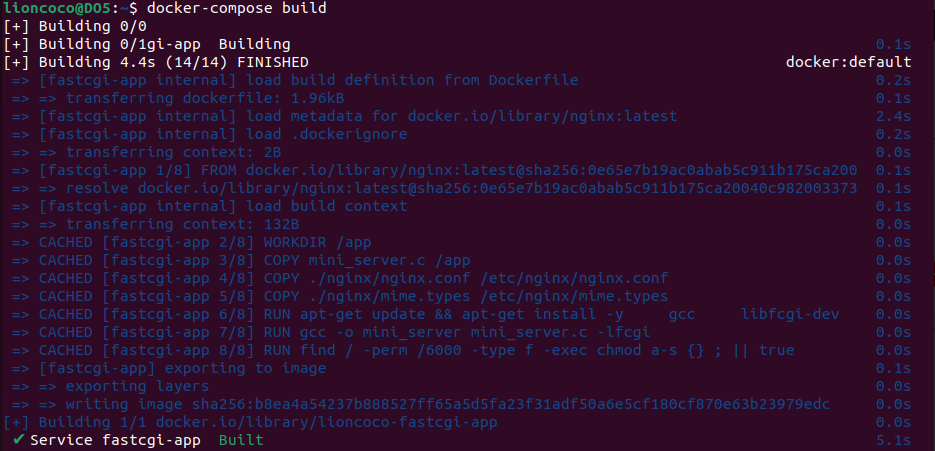 lioncoco@DO5:~$ docker-compose build
[+] Building 0/0
[+] Building 0/1gi-app  Building                                                                 0.1s
[+] Building 4.4s (14/14) FINISHED                                                     docker:default
 => [fastcgi-app internal] load build definition from Dockerfile                                 0.2s
 => => transferring dockerfile: 1.96kB                                                           0.1s
 => [fastcgi-app internal] load metadata for docker.io/library/nginx:latest                      2.4s
 => [fastcgi-app internal] load .dockerignore                                                    0.2s
 => => transferring context: 2B                                                                  0.0s
 => [fastcgi-app 1/8] FROM docker.io/library/nginx:latest@sha256:0e65e7b19ac0abab5c911b175ca200  0.1s
 => => resolve docker.io/library/nginx:latest@sha256:0e65e7b19ac0abab5c911b175ca20040c982003373  0.1s
 => [fastcgi-app internal] load build context                                                    0.1s
 => => transferring context: 132B                                                                0.0s
 => CACHED [fastcgi-app 2/8] WORKDIR /app                                                        0.0s
 => CACHED [fastcgi-app 3/8] COPY mini_server.c /app                                             0.0s
 => CACHED [fastcgi-app 4/8] COPY ./nginx/nginx.conf /etc/nginx/nginx.conf                       0.0s
 => CACHED [fastcgi-app 5/8] COPY ./nginx/mime.types /etc/nginx/mime.types                       0.0s
 => CACHED [fastcgi-app 6/8] RUN apt-get update && apt-get install -y     gcc     libfcgi-dev    0.0s
 => CACHED [fastcgi-app 7/8] RUN gcc -o mini_server mini_server.c -lfcgi                         0.0s
 => CACHED [fastcgi-app 8/8] RUN find / -perm /6000 -type f -exec chmod a-s {} ; || true         0.0s
 => [fastcgi-app] exporting to image                                                             0.1s
 => => exporting layers                                                                          0.0s
 => => writing image sha256:b8ea4a54237b888527ff65a5d5fa23f31adf50a6e5cf180cf870e63b23979edc     0.0s
[+] Building 1/1 docker.io/library/lioncoco-fastcgi-app                                          0.0s
 ✔ Service fastcgi-app  Built                                                                    5.1s